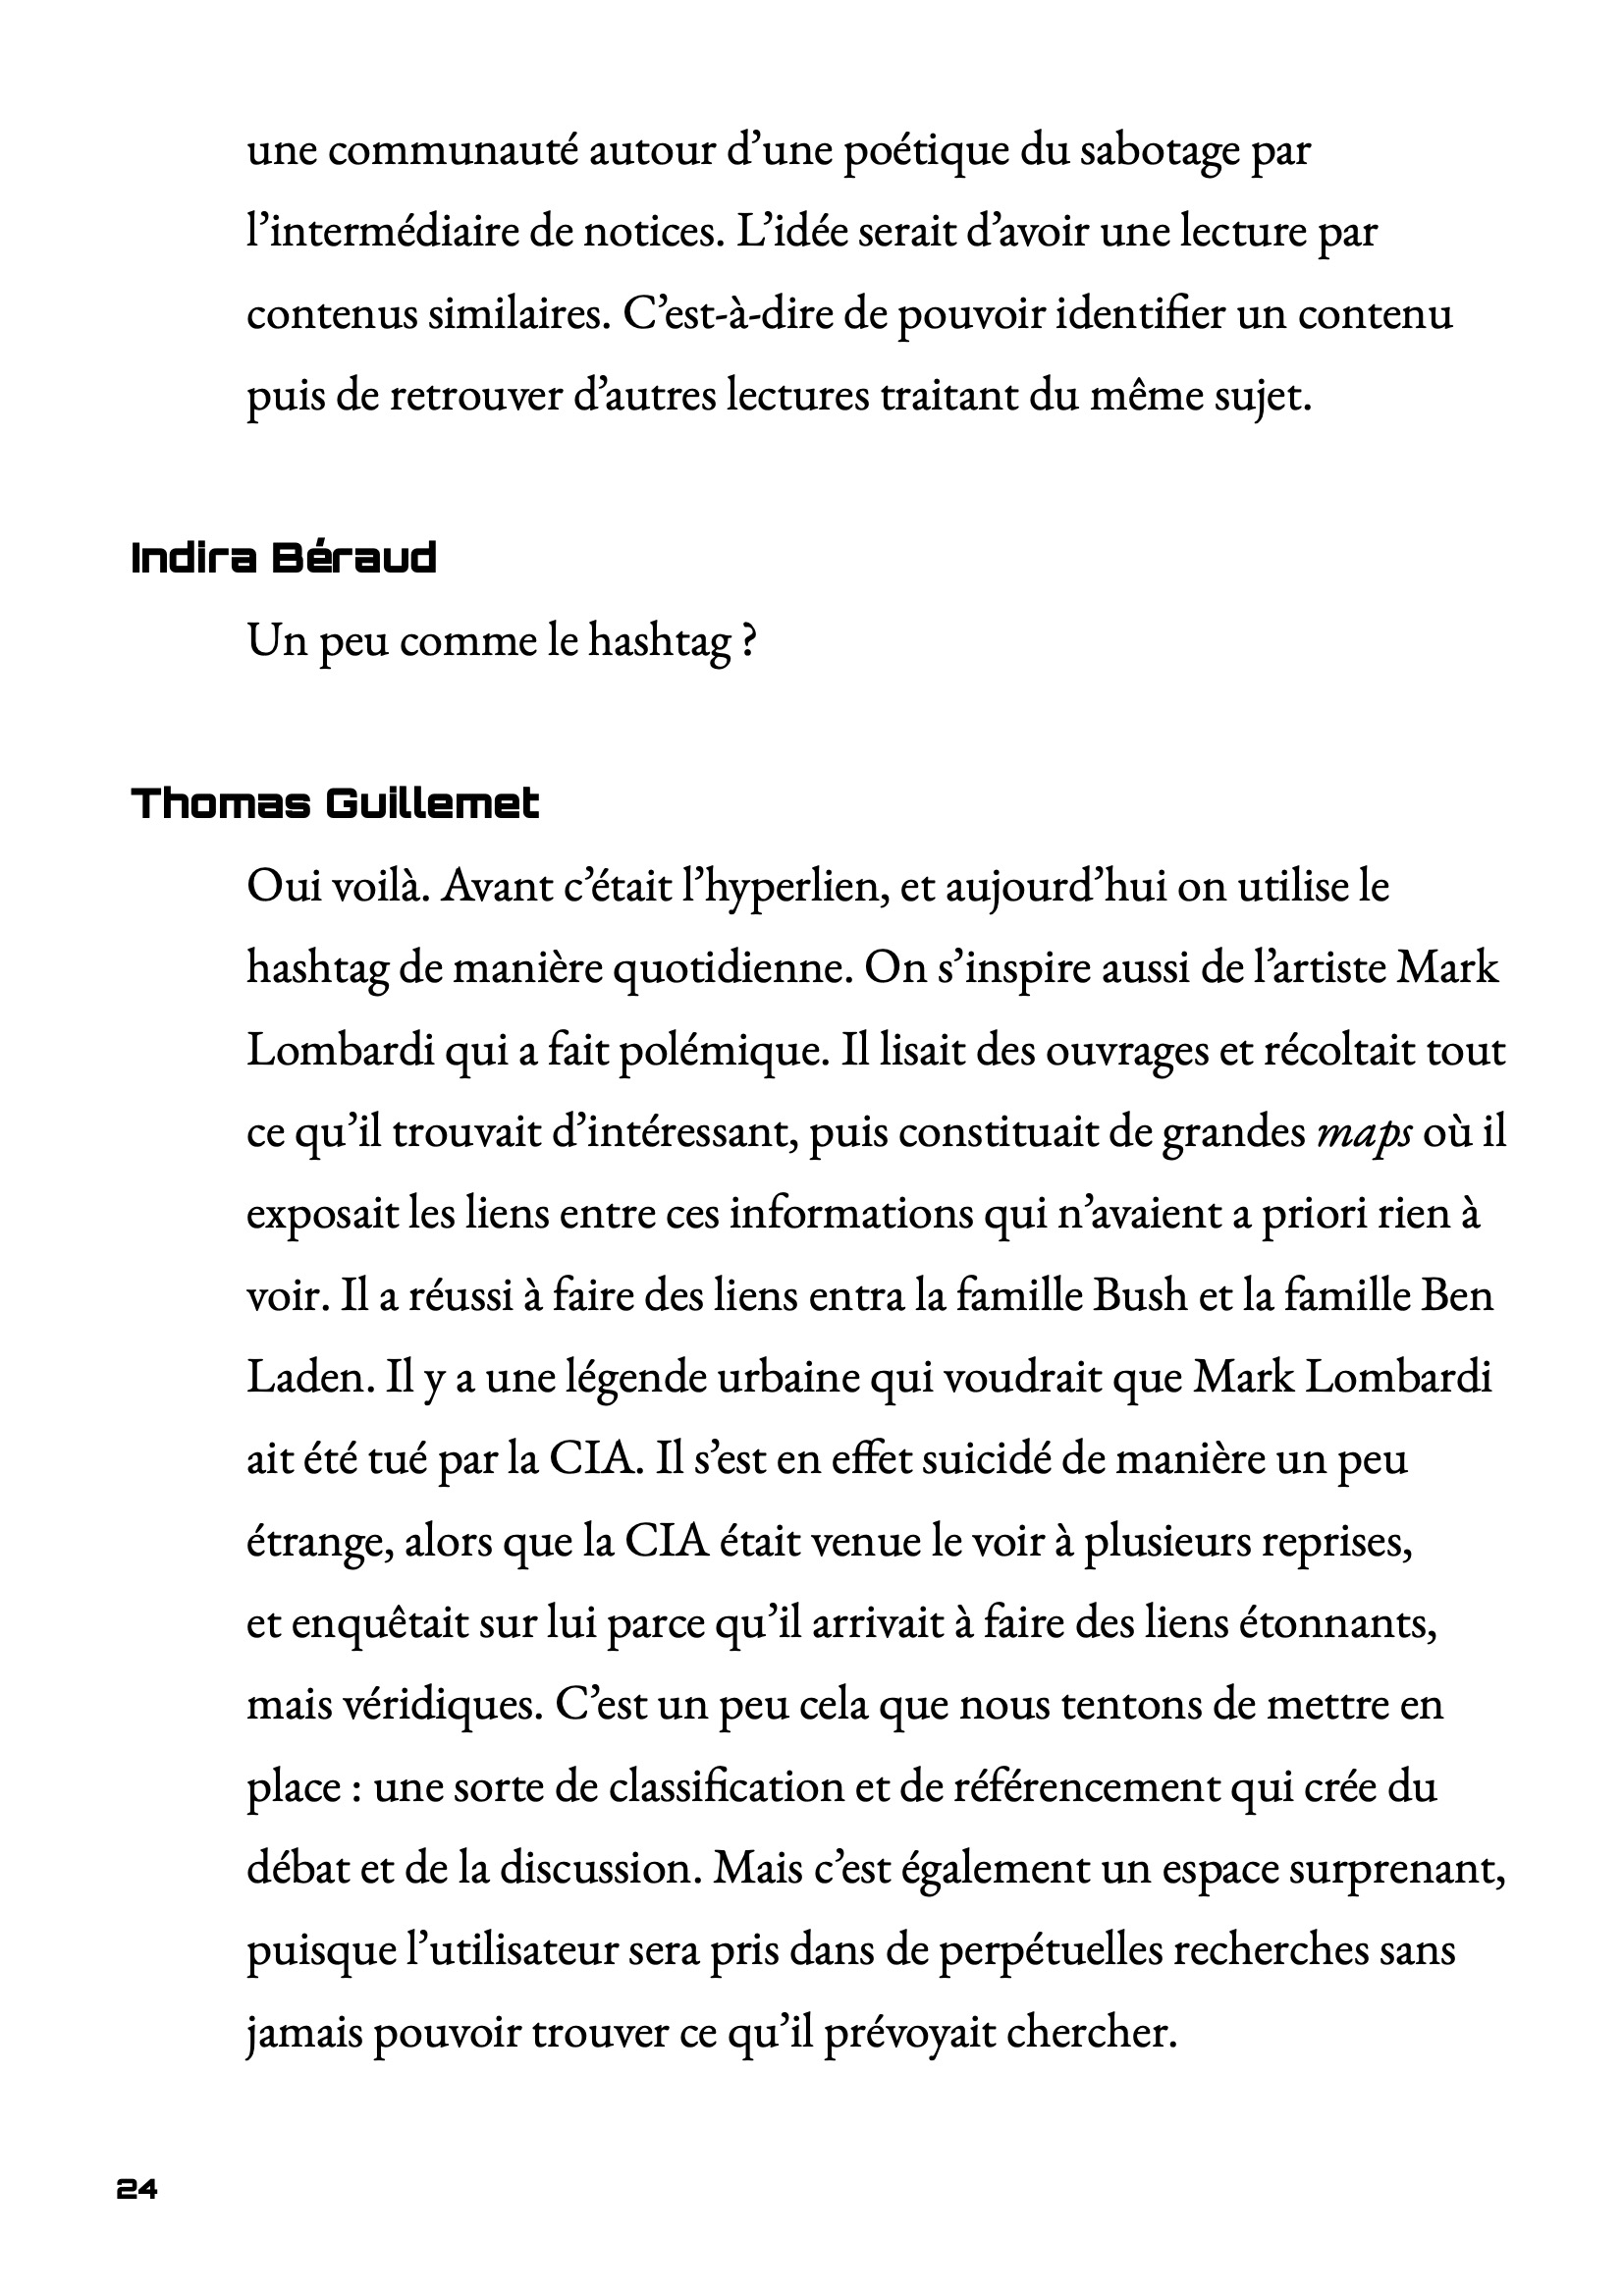 une communauté autour d’une poétique du sabotage par
l’intermédiaire de notices. L’idée serait d’avoir une lecture par
contenus similaires. C’est-à-dire de pouvoir identifier un contenu
puis de retrouver d’autres lectures traitant du même sujet.
Indira Béraud
Un peu comme le hashtag ?
Thomas Guillemet
Oui voilà. Avant c’était l’hyperlien, et aujourd’hui on utilise le
hashtag de manière quotidienne. On s’inspire aussi de l’artiste Mark
Lombardi qui a fait polémique. Il lisait des ouvrages et récoltait tout
ce qu’il trouvait d’intéressant, puis constituait de grandes maps où il
exposait les liens entre ces informations qui n’avaient a priori rien à
voir. Il a réussi à faire des liens entra la famille Bush et la famille Ben
Laden. Il y a une légende urbaine qui voudrait que Mark Lombardi
ait été tué par la CIA. Il s’est en effet suicidé de manière un peu
étrange, alors que la CIA était venue le voir à plusieurs reprises,
et enquêtait sur lui parce qu’il arrivait à faire des liens étonnants,
mais véridiques. C’est un peu cela que nous tentons de mettre en
place : une sorte de classification et de référencement qui crée du
débat et de la discussion. Mais c’est également un espace surprenant,
puisque l’utilisateur sera pris dans de perpétuelles recherches sans
jamais pouvoir trouver ce qu’il prévoyait chercher.
24